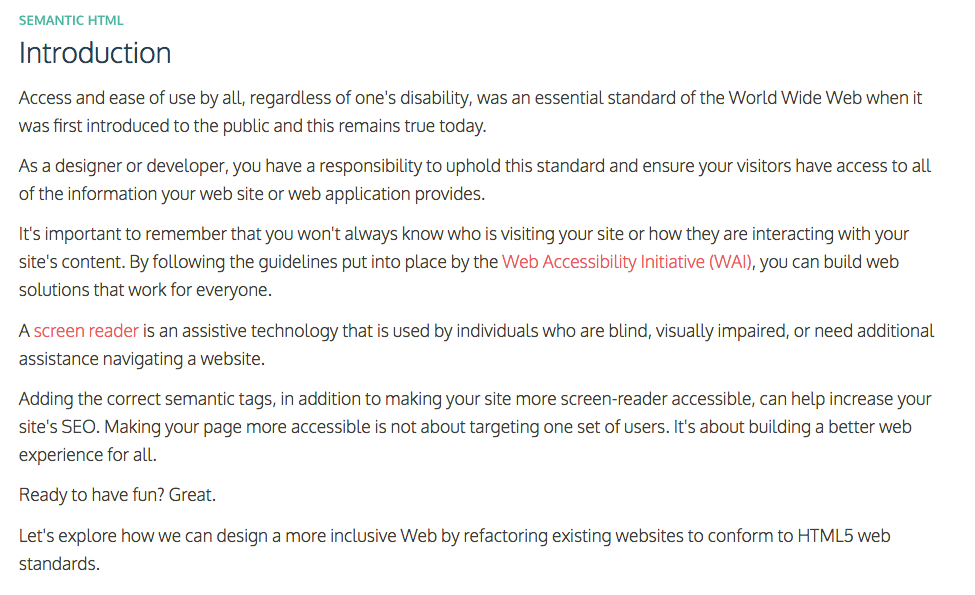 SEMANTIC HTML
Introduction
Access and ease of use by all, regardless of one's disability, was an essential standard of the World Wide Web when it
was first introduced to the public and this remains true today.
As a designer or developer, you have a responsibility to uphold this standard and ensure your visitors have access to all
of the information your web site or web application provides.
It's important to remember that you won't always know who is visiting your site or how they are interacting with your
site's content. By following the guidelines put into place by the Web Accessibility Initiative (WAI), you can build web
solutions that work for everyone.
A screen reader is an assistive technology that is used by individuals who are blind, visually impaired, or need additional
assistance navigating a website.
Adding the correct semantic tags, in addition to making your site more screen-reader accessible, can help increase your
site's SEO. Making your page more accessible is not about targeting one set of users. It's about building a better web
experience for all.
Ready to have fun? Great.
Let's explore how we can design a more inclusive Web by refactoring existing websites to conform to HTML5 web
standards.